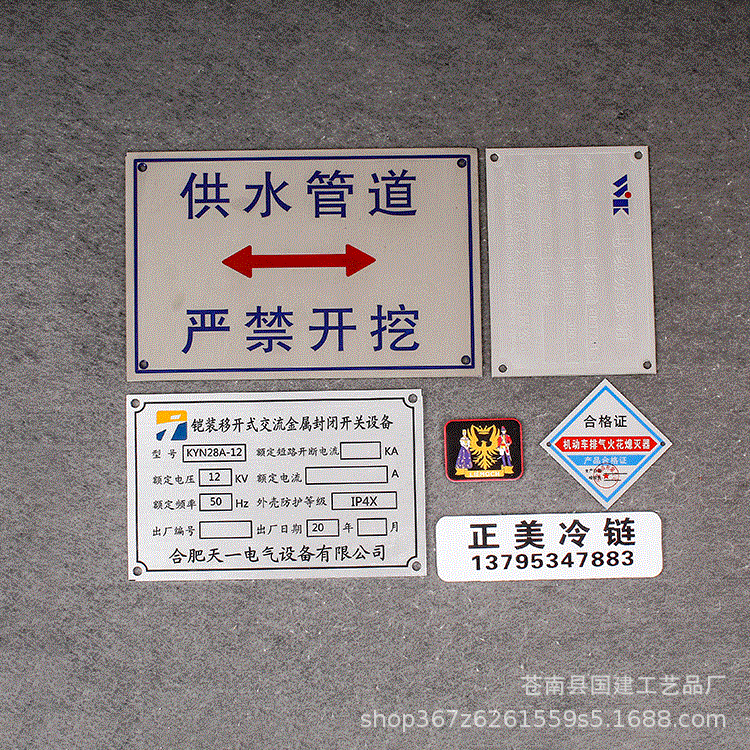 供水管道
严禁开挖
WK
铠装移开式交流金属封闭开关设备
型号 KYN28A-12 额定短路开断电流 KA
额定电压 12 KV 额定电流 A
额定频率 50 Hz 外壳防护等级 IP4X
出厂编号 出厂日期 20 年 月
合肥天一电气设备有限公司
合格证
机动车排气火花熄灭器
产品合格证
正美冷链
13795347883
苍南县国建工艺品厂
shop367z6261559s5.1688.com